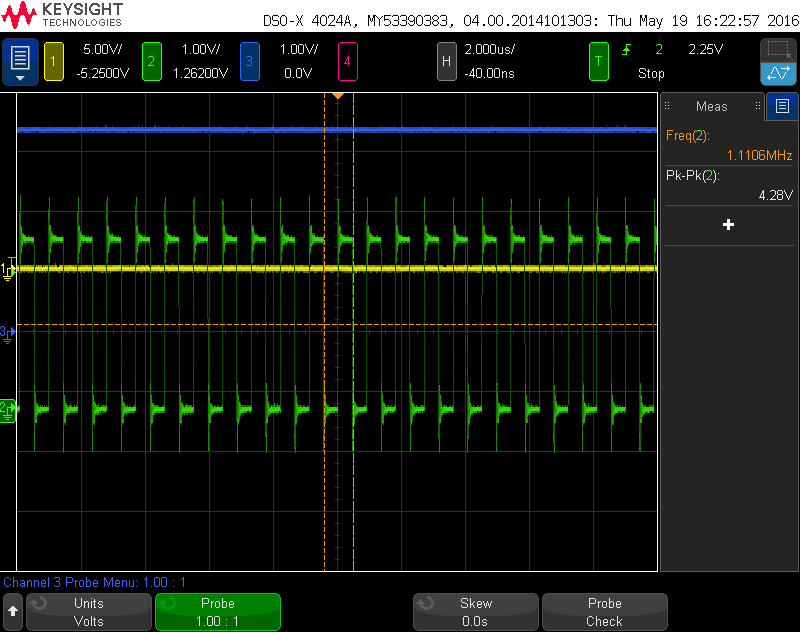 KEYSIGHT
TECHNOLOGIES
DSO-X 4024A, MY53390383, 04.00.2014101303: Thu May 19 16:22:57 2016
1 5.00V/ 2 1.00V/ 3 1.00V/ 4 H 2.000us/ T 2 2.25V
-5.2500V 1.26200V 0.0V -40.00ns Stop
Meas
Freq(2):
1.1106MHz
Pk-Pk(2):
4.28V
+
T
1
3
2
Channel 3 Probe Menu: 1.00 : 1
Units Probe Skew Probe
Volts 1.00 : 1 0.0s Check